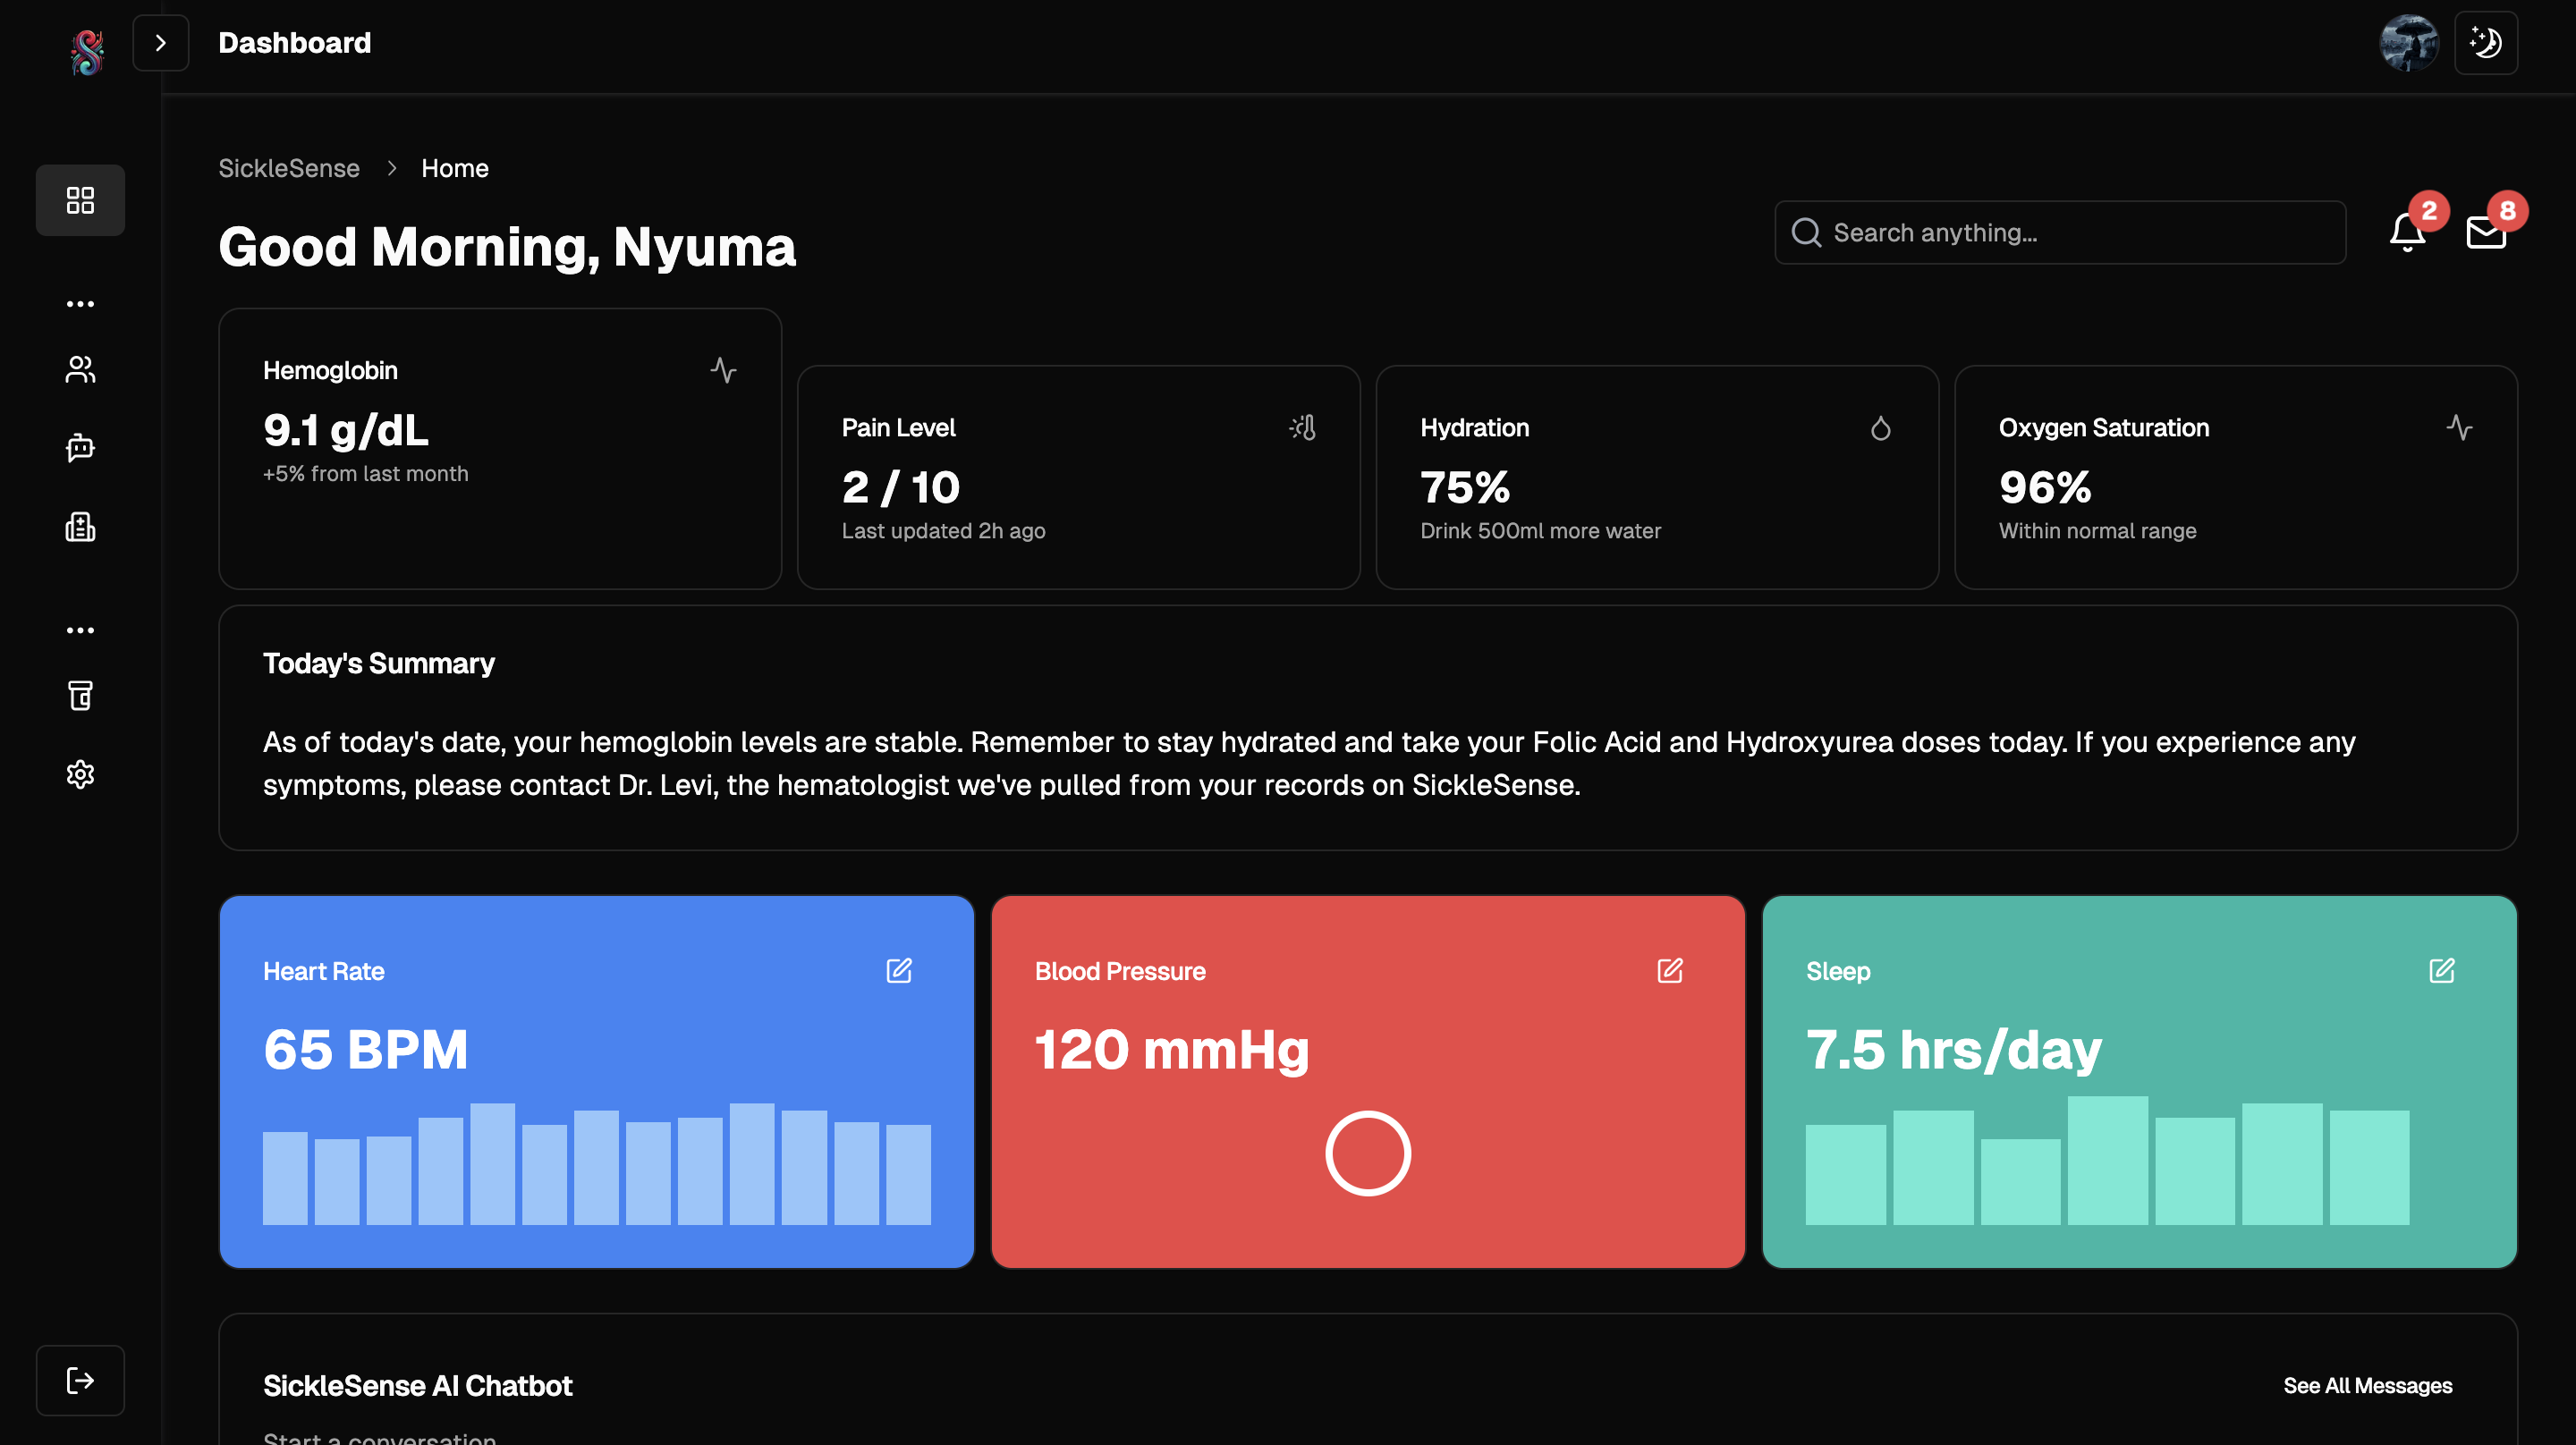 Dashboard
SickleSense > Home
Good Morning, Nyuma
Search anything...
2
8
Hemoglobin
9.1 g/dL
+5% from last month
Pain Level
2 / 10
Last updated 2h ago
Hydration
75%
Drink 500ml more water
Oxygen Saturation
96%
Within normal range
Today's Summary
As of today's date, your hemoglobin levels are stable. Remember to stay hydrated and take your Folic Acid and Hydroxyurea doses today. If you experience any
symptoms, please contact Dr. Levi, the hematologist we've pulled from your records on SickleSense.
Heart Rate
65 BPM
Blood Pressure
120 mmHg
Sleep
7.5 hrs/day
SickleSense AI Chatbot
See All Messages
Start a conversation